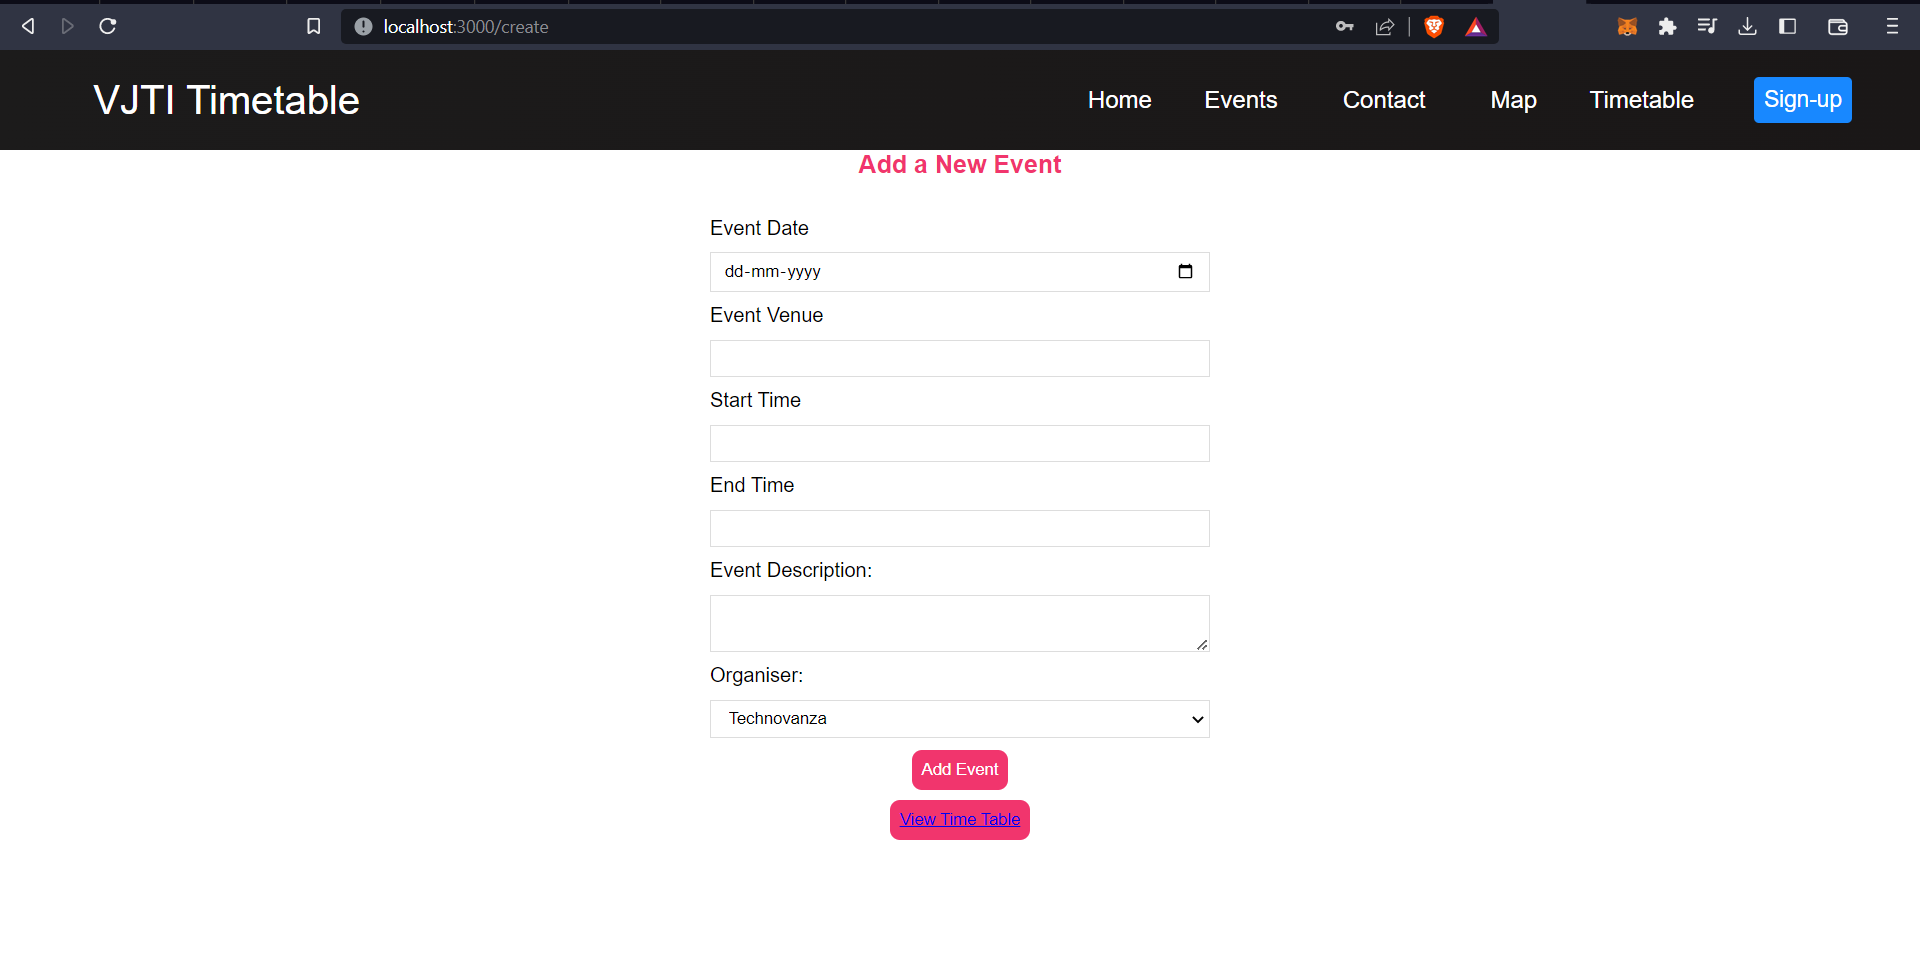 localhost:3000/create
VJTI Timetable Home Events Contact Map Timetable Sign-up
Add a New Event
Event Date
dd-mm-yyyy
Event Venue
Start Time
End Time
Event Description:
Organiser:
Technovanza
Add Event
View Time Table